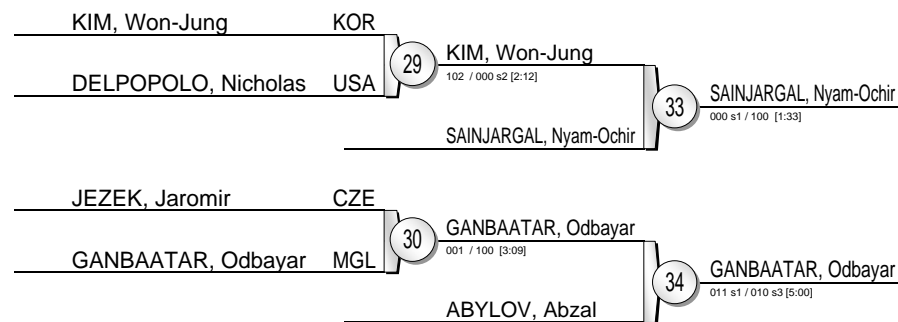 KIM, Won-Jung KOR
29
KIM, Won-Jung
102 / 000 s2 [2:12]
DELPOPOLO, Nicholas USA
33
SAINJARGAL, Nyam-Ochir
000 s1 / 100 [1:33]
SAINJARGAL, Nyam-Ochir
JEZEK, Jaromir CZE
30
GANBAATAR, Odbayar
001 / 100 [3:09]
GANBAATAR, Odbayar MGL
34
GANBAATAR, Odbayar
011 s1 / 010 s3 [5:00]
ABYLOV, Abzal